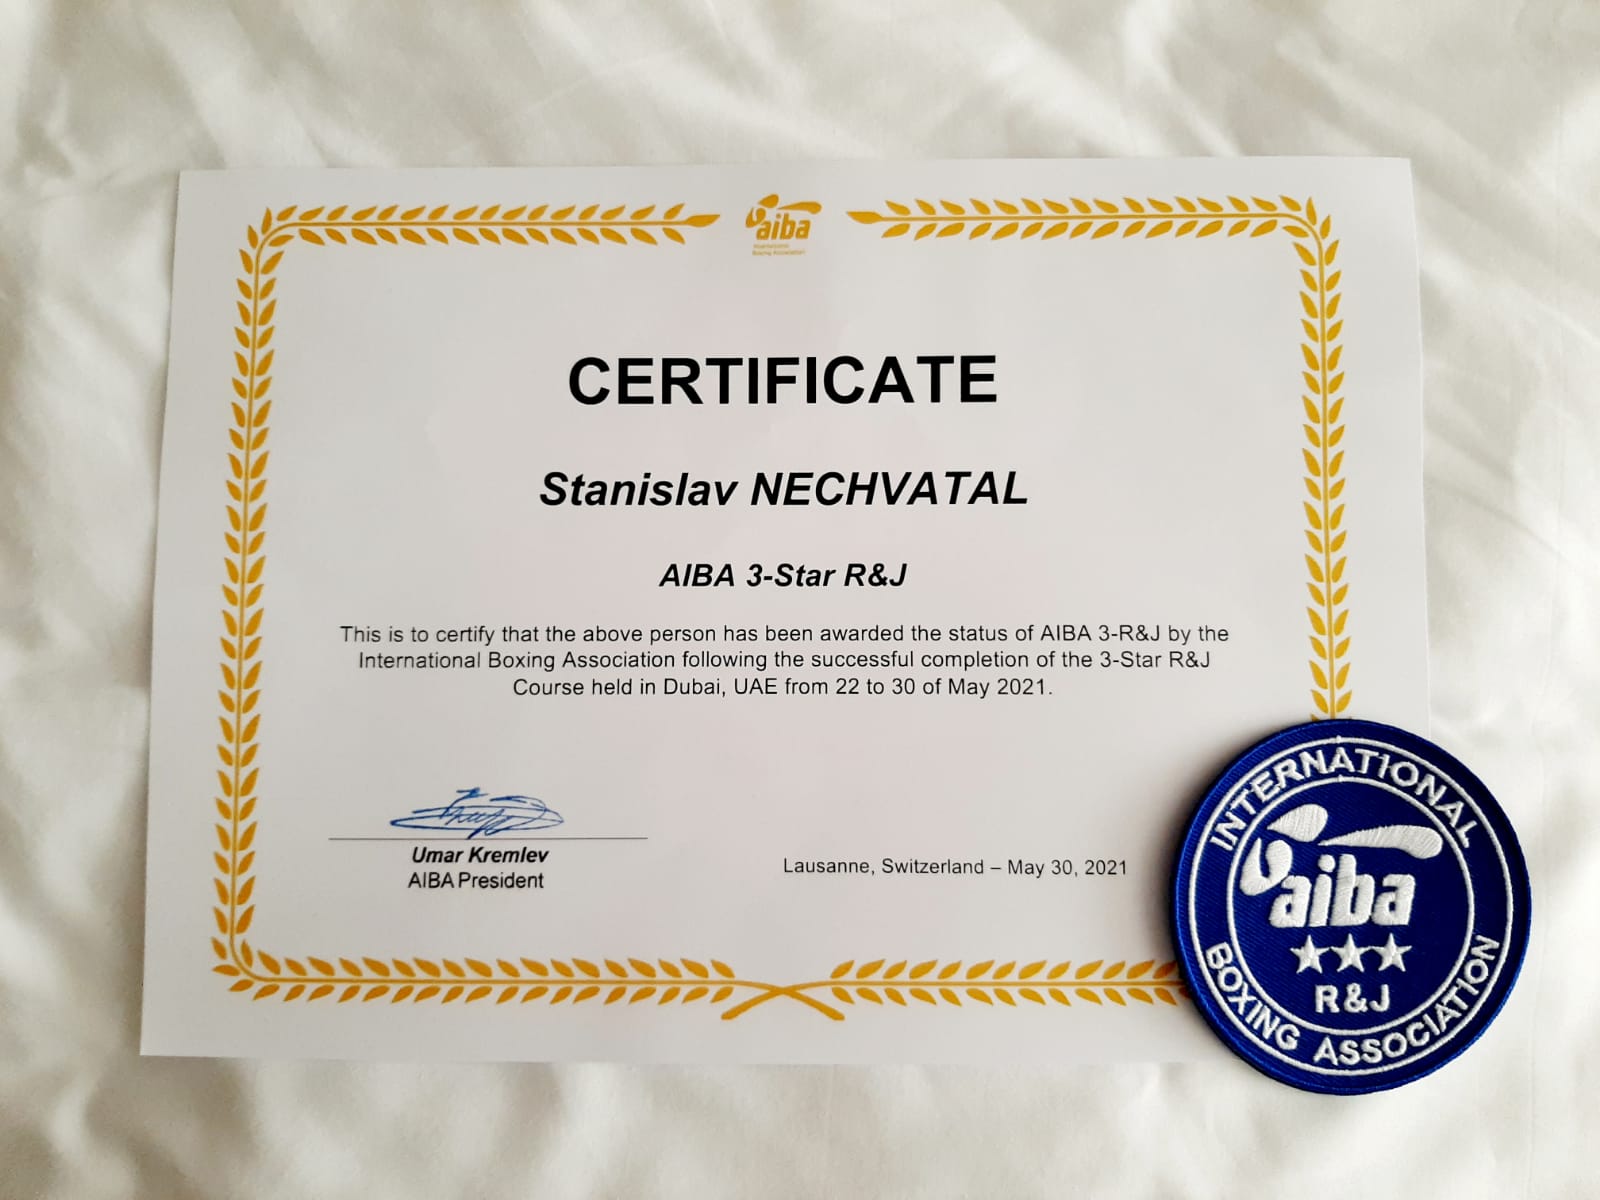 aiba
International
Boxing Association
CERTIFICATE
Stanislav NECHVATAL
AIBA 3-Star R&J
This is to certify that the above person has been awarded the status of AIBA 3-R&J by the
International Boxing Association following the successful completion of the 3-Star R&J
Course held in Dubai, UAE from 22 to 30 of May 2021.
Umar Kremlev
AIBA President
Lausanne, Switzerland – May 30, 2021
INTERNATIONAL
aiba
R&J
BOXING ASSOCIATION